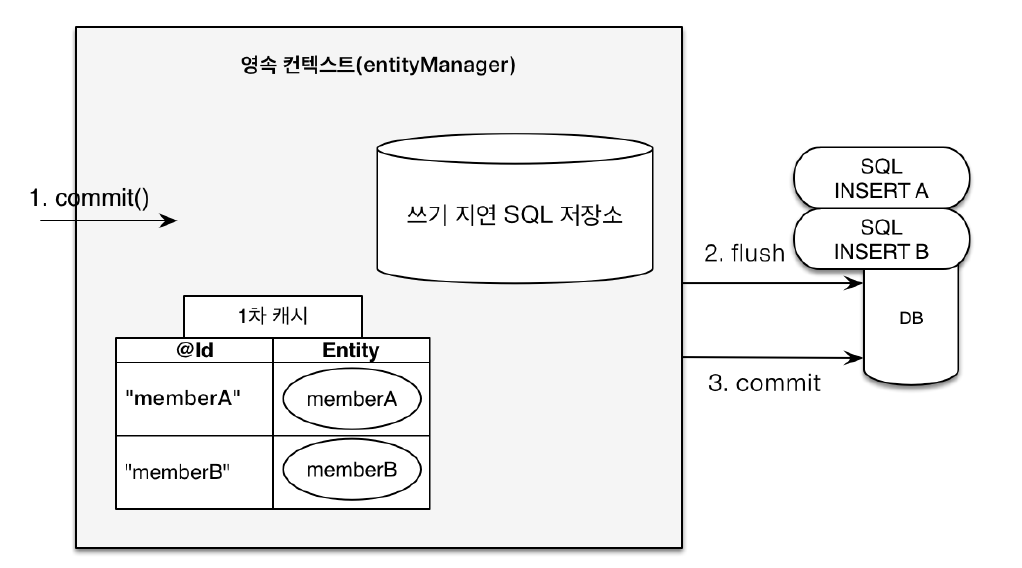 영속 컨텍스트(entityManager)
1. commit()
쓰기 지연 SQL 저장소
SQL
INSERT A
SQL
INSERT B
2. flush
DB
3. commit
1차 캐시
@Id Entity
"memberA" memberA
"memberB" memberB